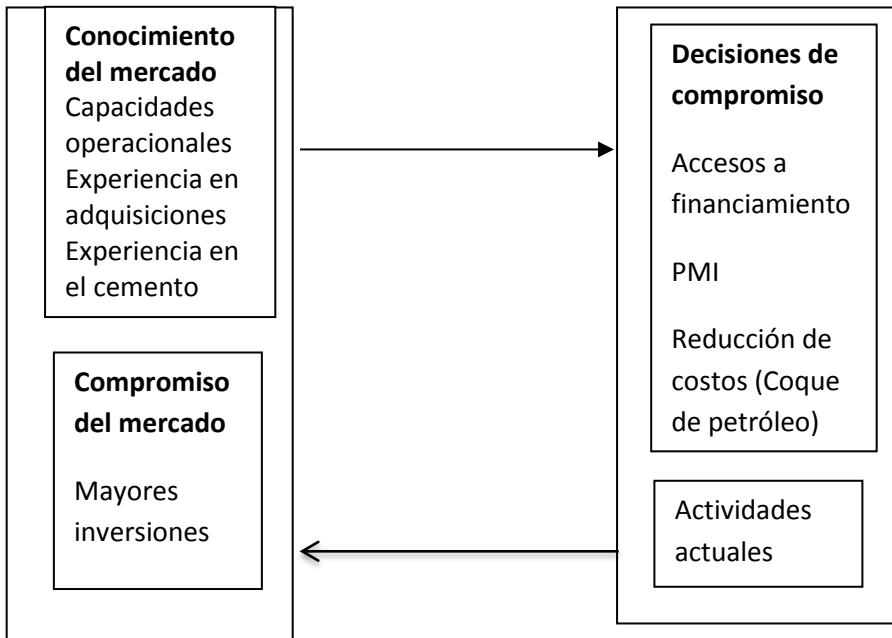 Conocimiento
del mercado
Capacidades
operacionales
Experiencia en
adquisiciones
Experiencia en
el cemento
Compromiso
del mercado
Mayores
inversiones
Decisiones de
compromiso
Accesos a
financiamiento
PMI
Reducción de
costos (Coque
de petróleo)
Actividades
actuales